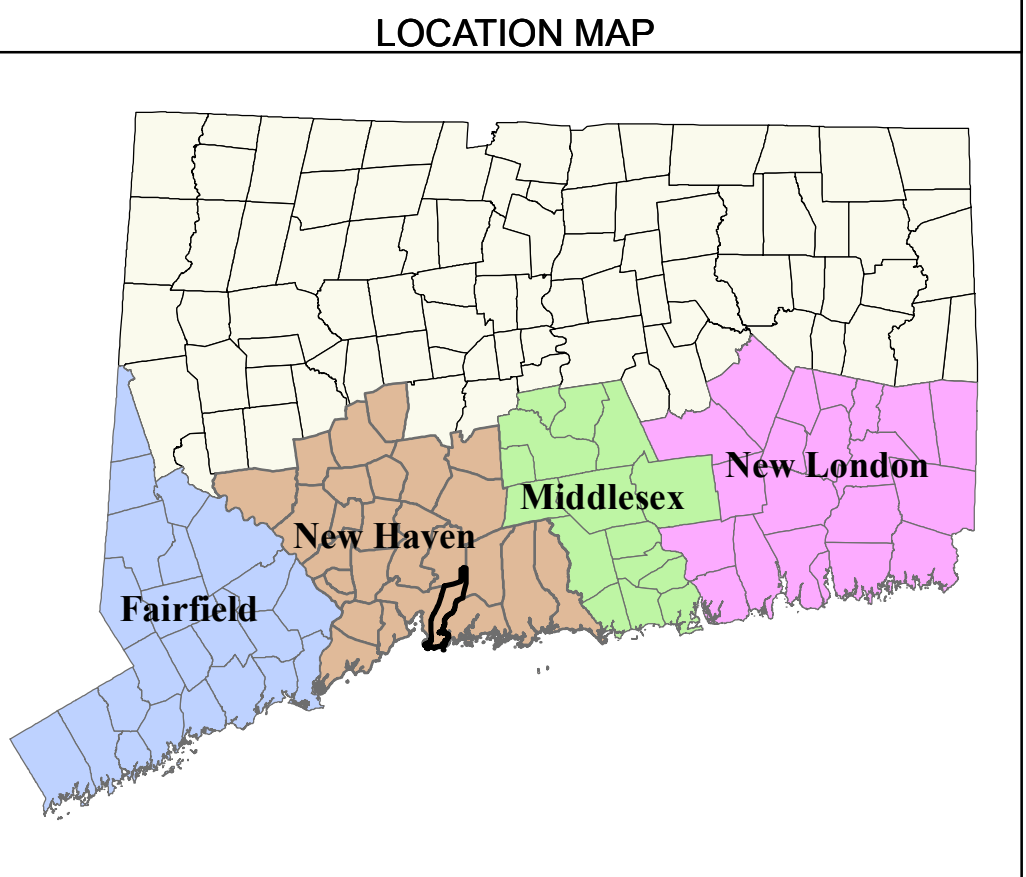 LOCATION MAP
New London
Middlesex
New Haven
Fairfield